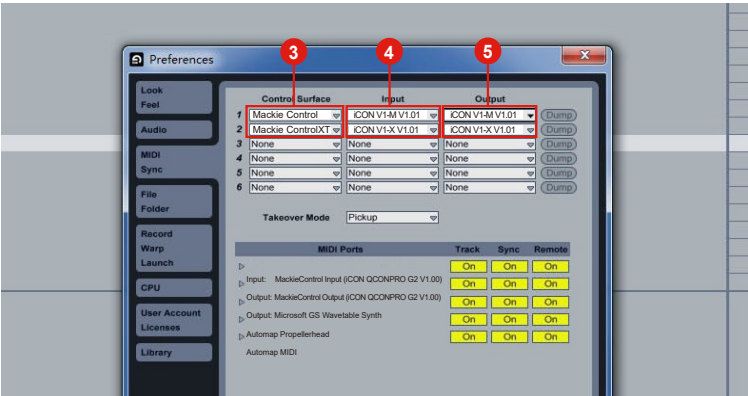 3 4 5
Preferences
Look
Feel
Audio
MIDI
Sync
File
Folder
Record
Warp
Launch
CPU
User Account
Licenses
Library
Control Surface Input Output
1 Mackie Control iCON V1-M V1.01 iCON V1-M V1.01 Dump
2 Mackie ControlXT iCON V1-X V1.01 iCON V1-X V1.01 Dump
3 None None None Dump
4 None None None Dump
5 None None None Dump
6 None None None Dump
Takeover Mode Pickup
MIDI Ports Track Sync Remote
On On On
Input: MackieControl Input (iCON QCONPRO G2 V1.00) On On On
Output: MackieControl Output (iCON QCONPRO G2 V1.00) On On On
Output: Microsoft GS Wavetable Synth On On On
Automap Propellerhead On On On
Automap MIDI